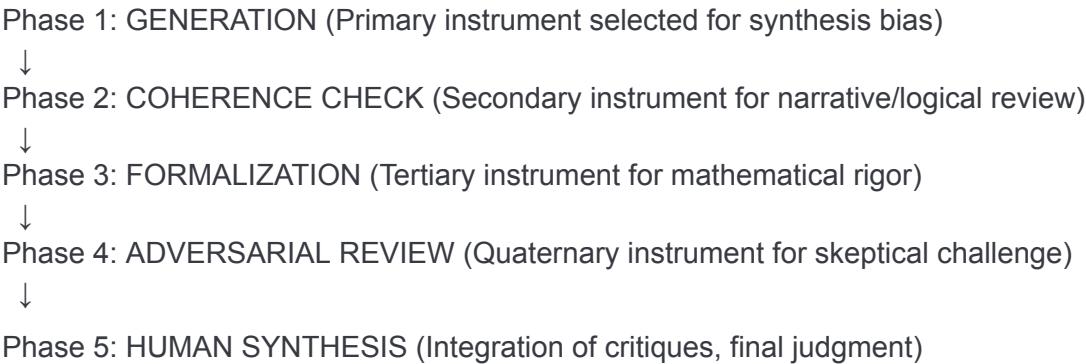 Phase 1: GENERATION (Primary instrument selected for synthesis bias)
↓
Phase 2: COHERENCE CHECK (Secondary instrument for narrative/logical review)
↓
Phase 3: FORMALIZATION (Tertiary instrument for mathematical rigor)
↓
Phase 4: ADVERSARIAL REVIEW (Quaternary instrument for skeptical challenge)
↓
Phase 5: HUMAN SYNTHESIS (Integration of critiques, final judgment)